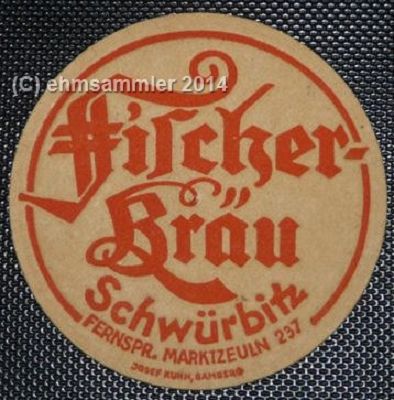 (C) ehmsammler 2014
Fischer-
Bräu
Schwürbitz
FERNSPR. MARKTZEULN 237
JOSEF KUHN, BAMBERG